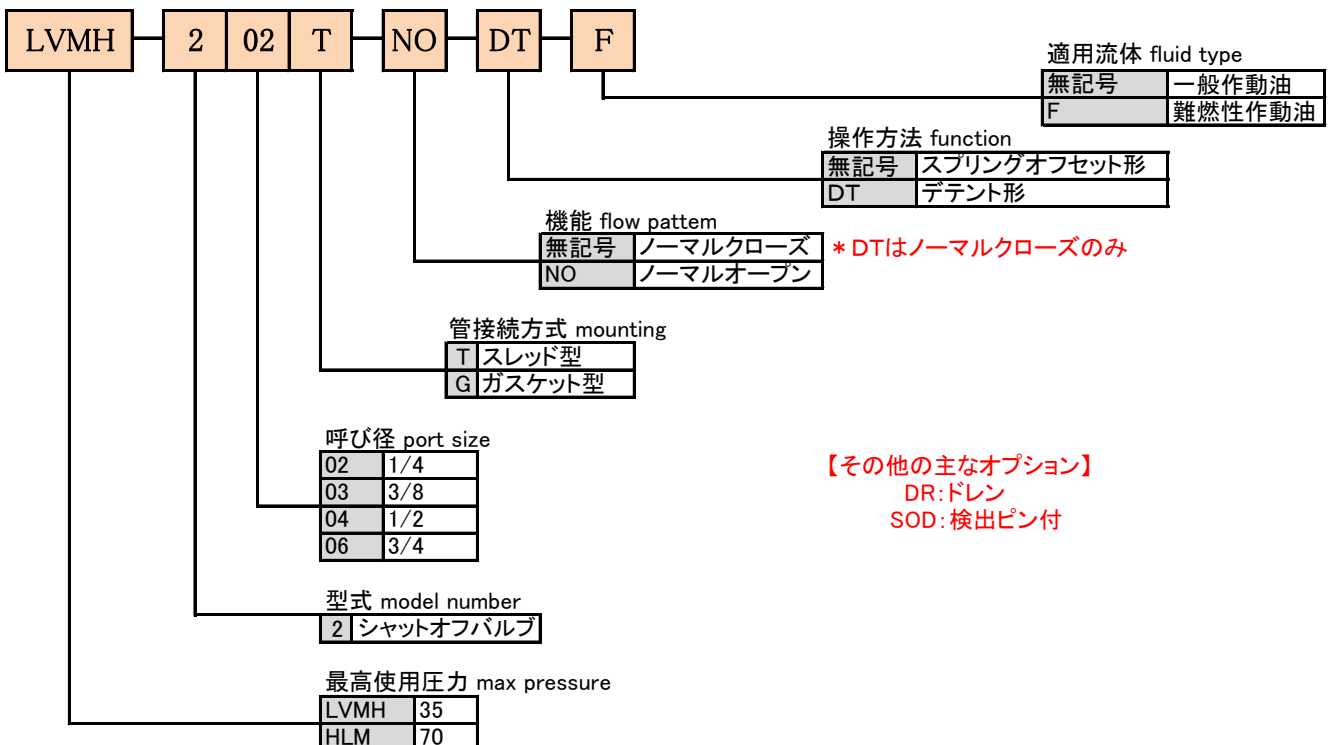 LVMH 2 02 T NO DT F
適用流体 fluid type
無記号 一般作動油
F 難燃性作動油
操作方法 function
無記号 スプリングオフセット形
DT デテント形
機能 flow pattem
無記号 ノーマルクローズ ＊DTはノーマルクローズのみ
NO ノーマルオープン
管接続方式 mounting
T スレッド型
G ガスケット型
呼び径 port size
02 1/4
03 3/8
04 1/2
06 3/4
【その他の主なオプション】
DR：ドレン
SOD：検出ピン付
型式 model number
2 シャットオフバルブ
最高使用圧力 max pressure
LVMH 35
HLM 70